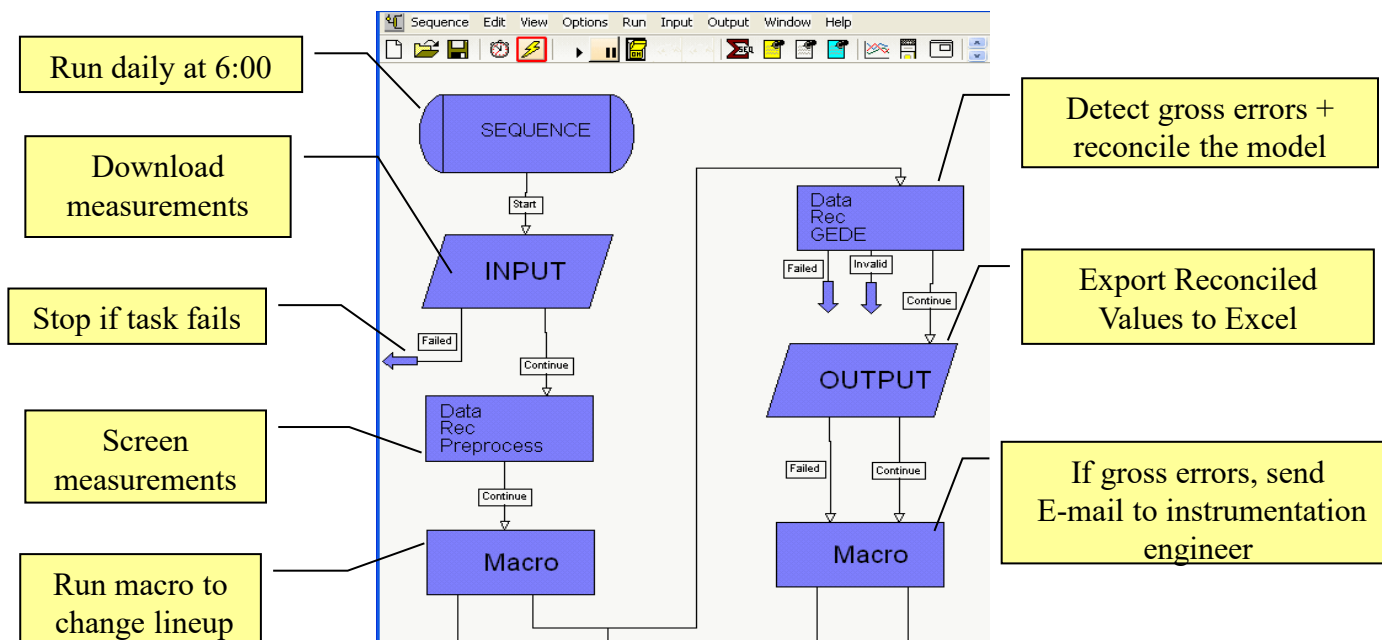 Sequence Edit View Options Run Input Output Window Help
Run daily at 6:00
Download
measurements
Stop if task fails
Screen
measurements
Run macro to
change lineup
SEQUENCE
Start
INPUT
Failed
Continue
Data
Rec
Preprocess
Continue
Macro
Data
Rec
GEDE
Failed
Invalid
Continue
OUTPUT
Failed
Continue
Macro
Detect gross errors +
reconcile the model
Export Reconciled
Values to Excel
If gross errors, send
E-mail to instrumentation
engineer